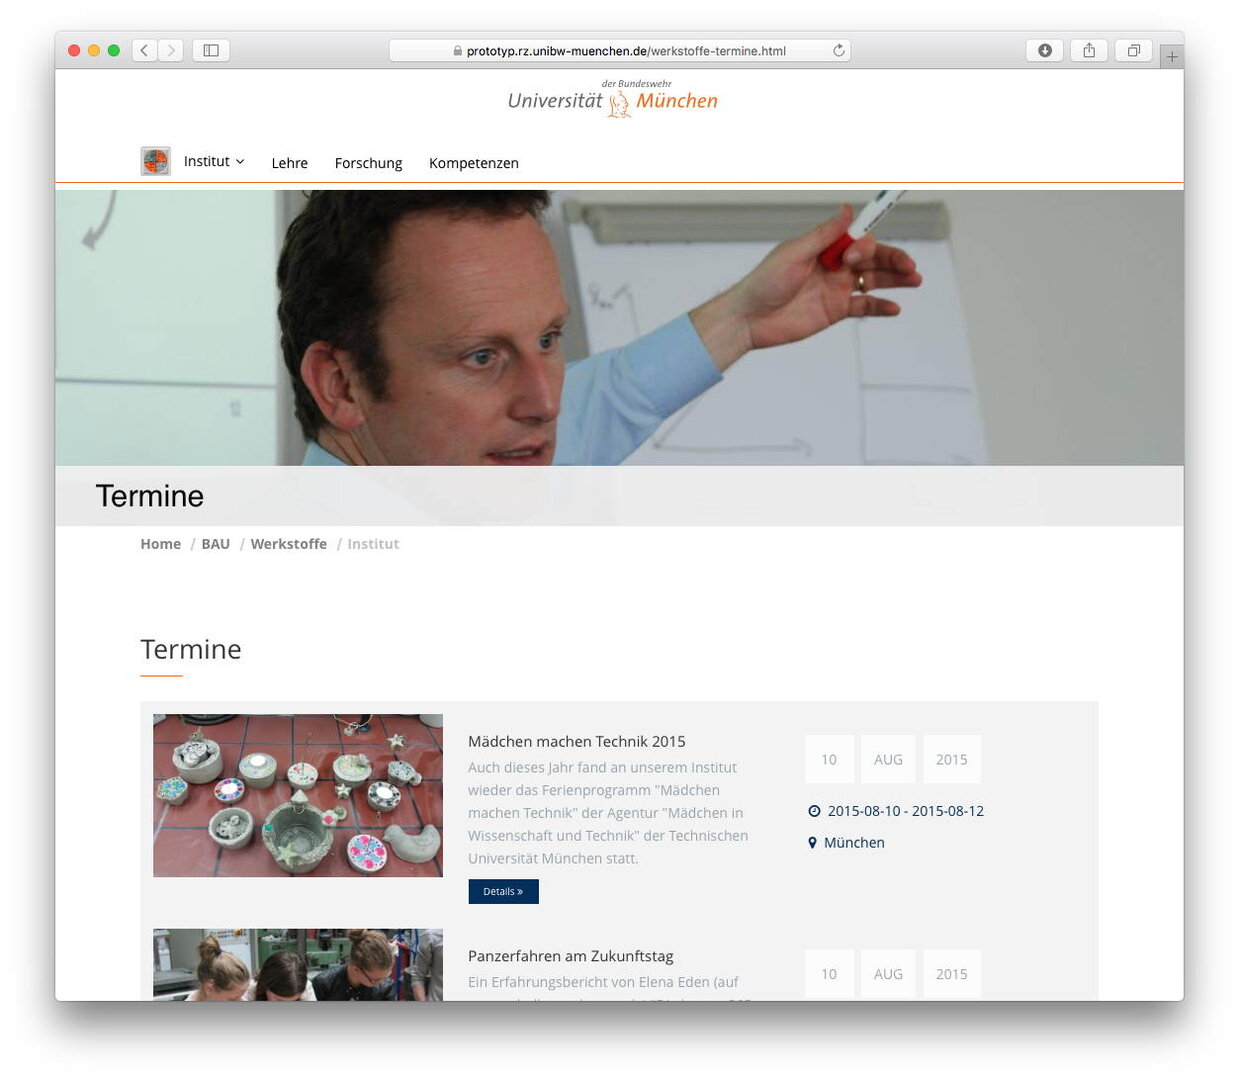 prototyp.rz.unibw-muenchen.de/werkstoffe-termine.html
der Bundeswehr
Universität München
Institut
Lehre
Forschung
Kompetenzen
12
Termine
Home / BAU / Werkstoffe / Institut
Termine
Mädchen machen Technik 2015
Auch dieses Jahr fand an unserem Institut
wieder das Ferienprogramm "Mädchen
machen Technik" der Agentur "Mädchen in
Wissenschaft und Technik" der Technischen
Universität München statt.
Details »
10 AUG 2015
2015-08-10 - 2015-08-12
München
Panzerfahren am Zukunftstag
Ein Erfahrungsbericht von Elena Eden (auf
10 AUG 2015